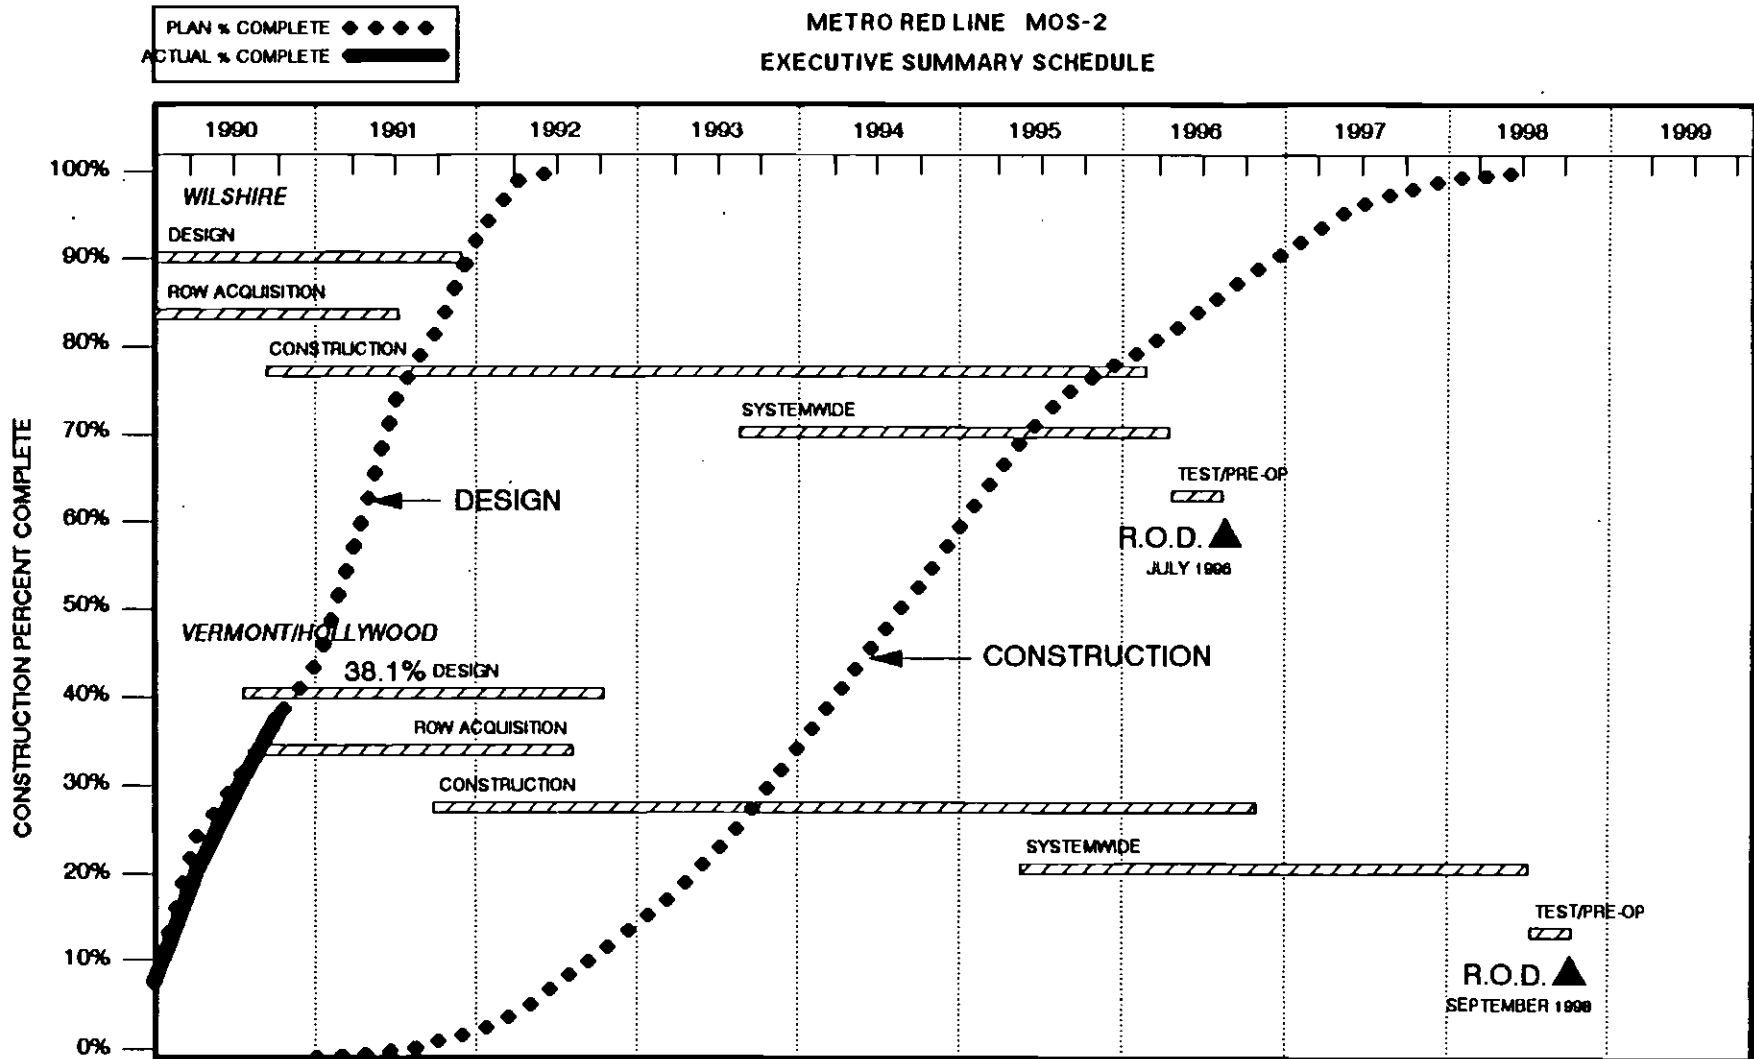 PLAN % COMPLETE
ACTUAL % COMPLETE
METRO RED LINE MOS-2
EXECUTIVE SUMMARY SCHEDULE
1990 1991 1992 1993 1994 1995 1996 1997 1998 1999
100%
WILSHIRE
DESIGN
90%
ROW ACQUISITION
80%
CONSTRUCTION
SYSTEMWIDE
70%
TEST/PRE-OP
DESIGN
60%
R.O.D.
JULY 1996
50%
VERMONT/HOLLYWOOD
CONSTRUCTION
38.1% DESIGN
40%
ROW ACQUISITION
30%
CONSTRUCTION
SYSTEMWIDE
20%
TEST/PRE-OP
10%
R.O.D.
SEPTEMBER 1998
0%
CONSTRUCTION PERCENT COMPLETE